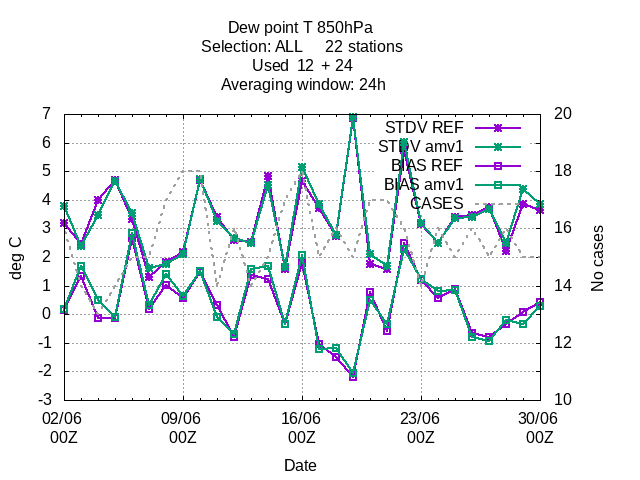 Dew point T 850hPa
Selection: ALL 22 stations
Used 12 + 24
Averaging window: 24h
7
6
5
4
3
2
1
0
-1
-2
-3
deg C
20
18
16
14
12
10
No cases
STDV REF
STDV amv1
BIAS REF
BIAS amv1
CASES
02/06 09/06 16/06 23/06 30/06
00Z 00Z 00Z 00Z 00Z
Date